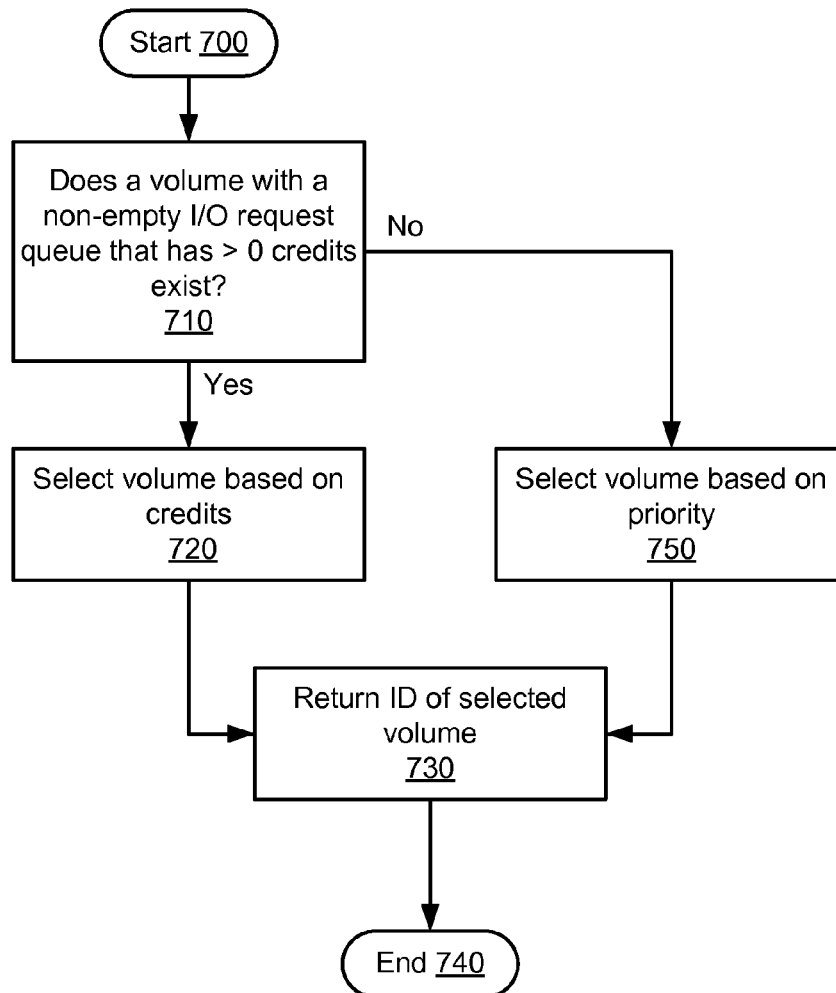 Start 700
Does a volume with a
non-empty I/O request
queue that has > 0 credits
exist?
710
No
Yes
Select volume based on
credits
720
Select volume based on
priority
750
Return ID of selected
volume
730
End 740